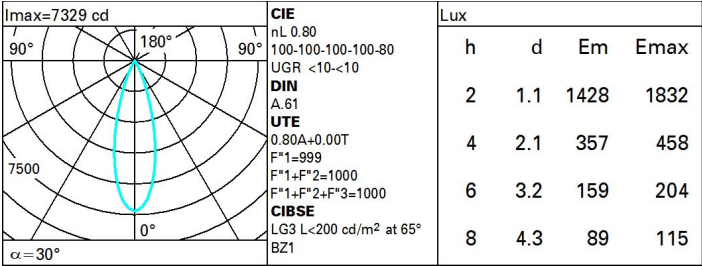 Imax=7329 cd
90°
180°
90°
7500
0°
α=30°
CIE
nL 0.80
100-100-100-100-80
UGR <10-<10
DIN
A.61
UTE
0.80A+0.00T
F"1=999
F"1+F"2=1000
F"1+F"2+F"3=1000
CIBSE
LG3 L<200 cd/m² at 65°
BZ1
Lux
h d Em Emax
2 1.1 1428 1832
4 2.1 357 458
6 3.2 159 204
8 4.3 89 115